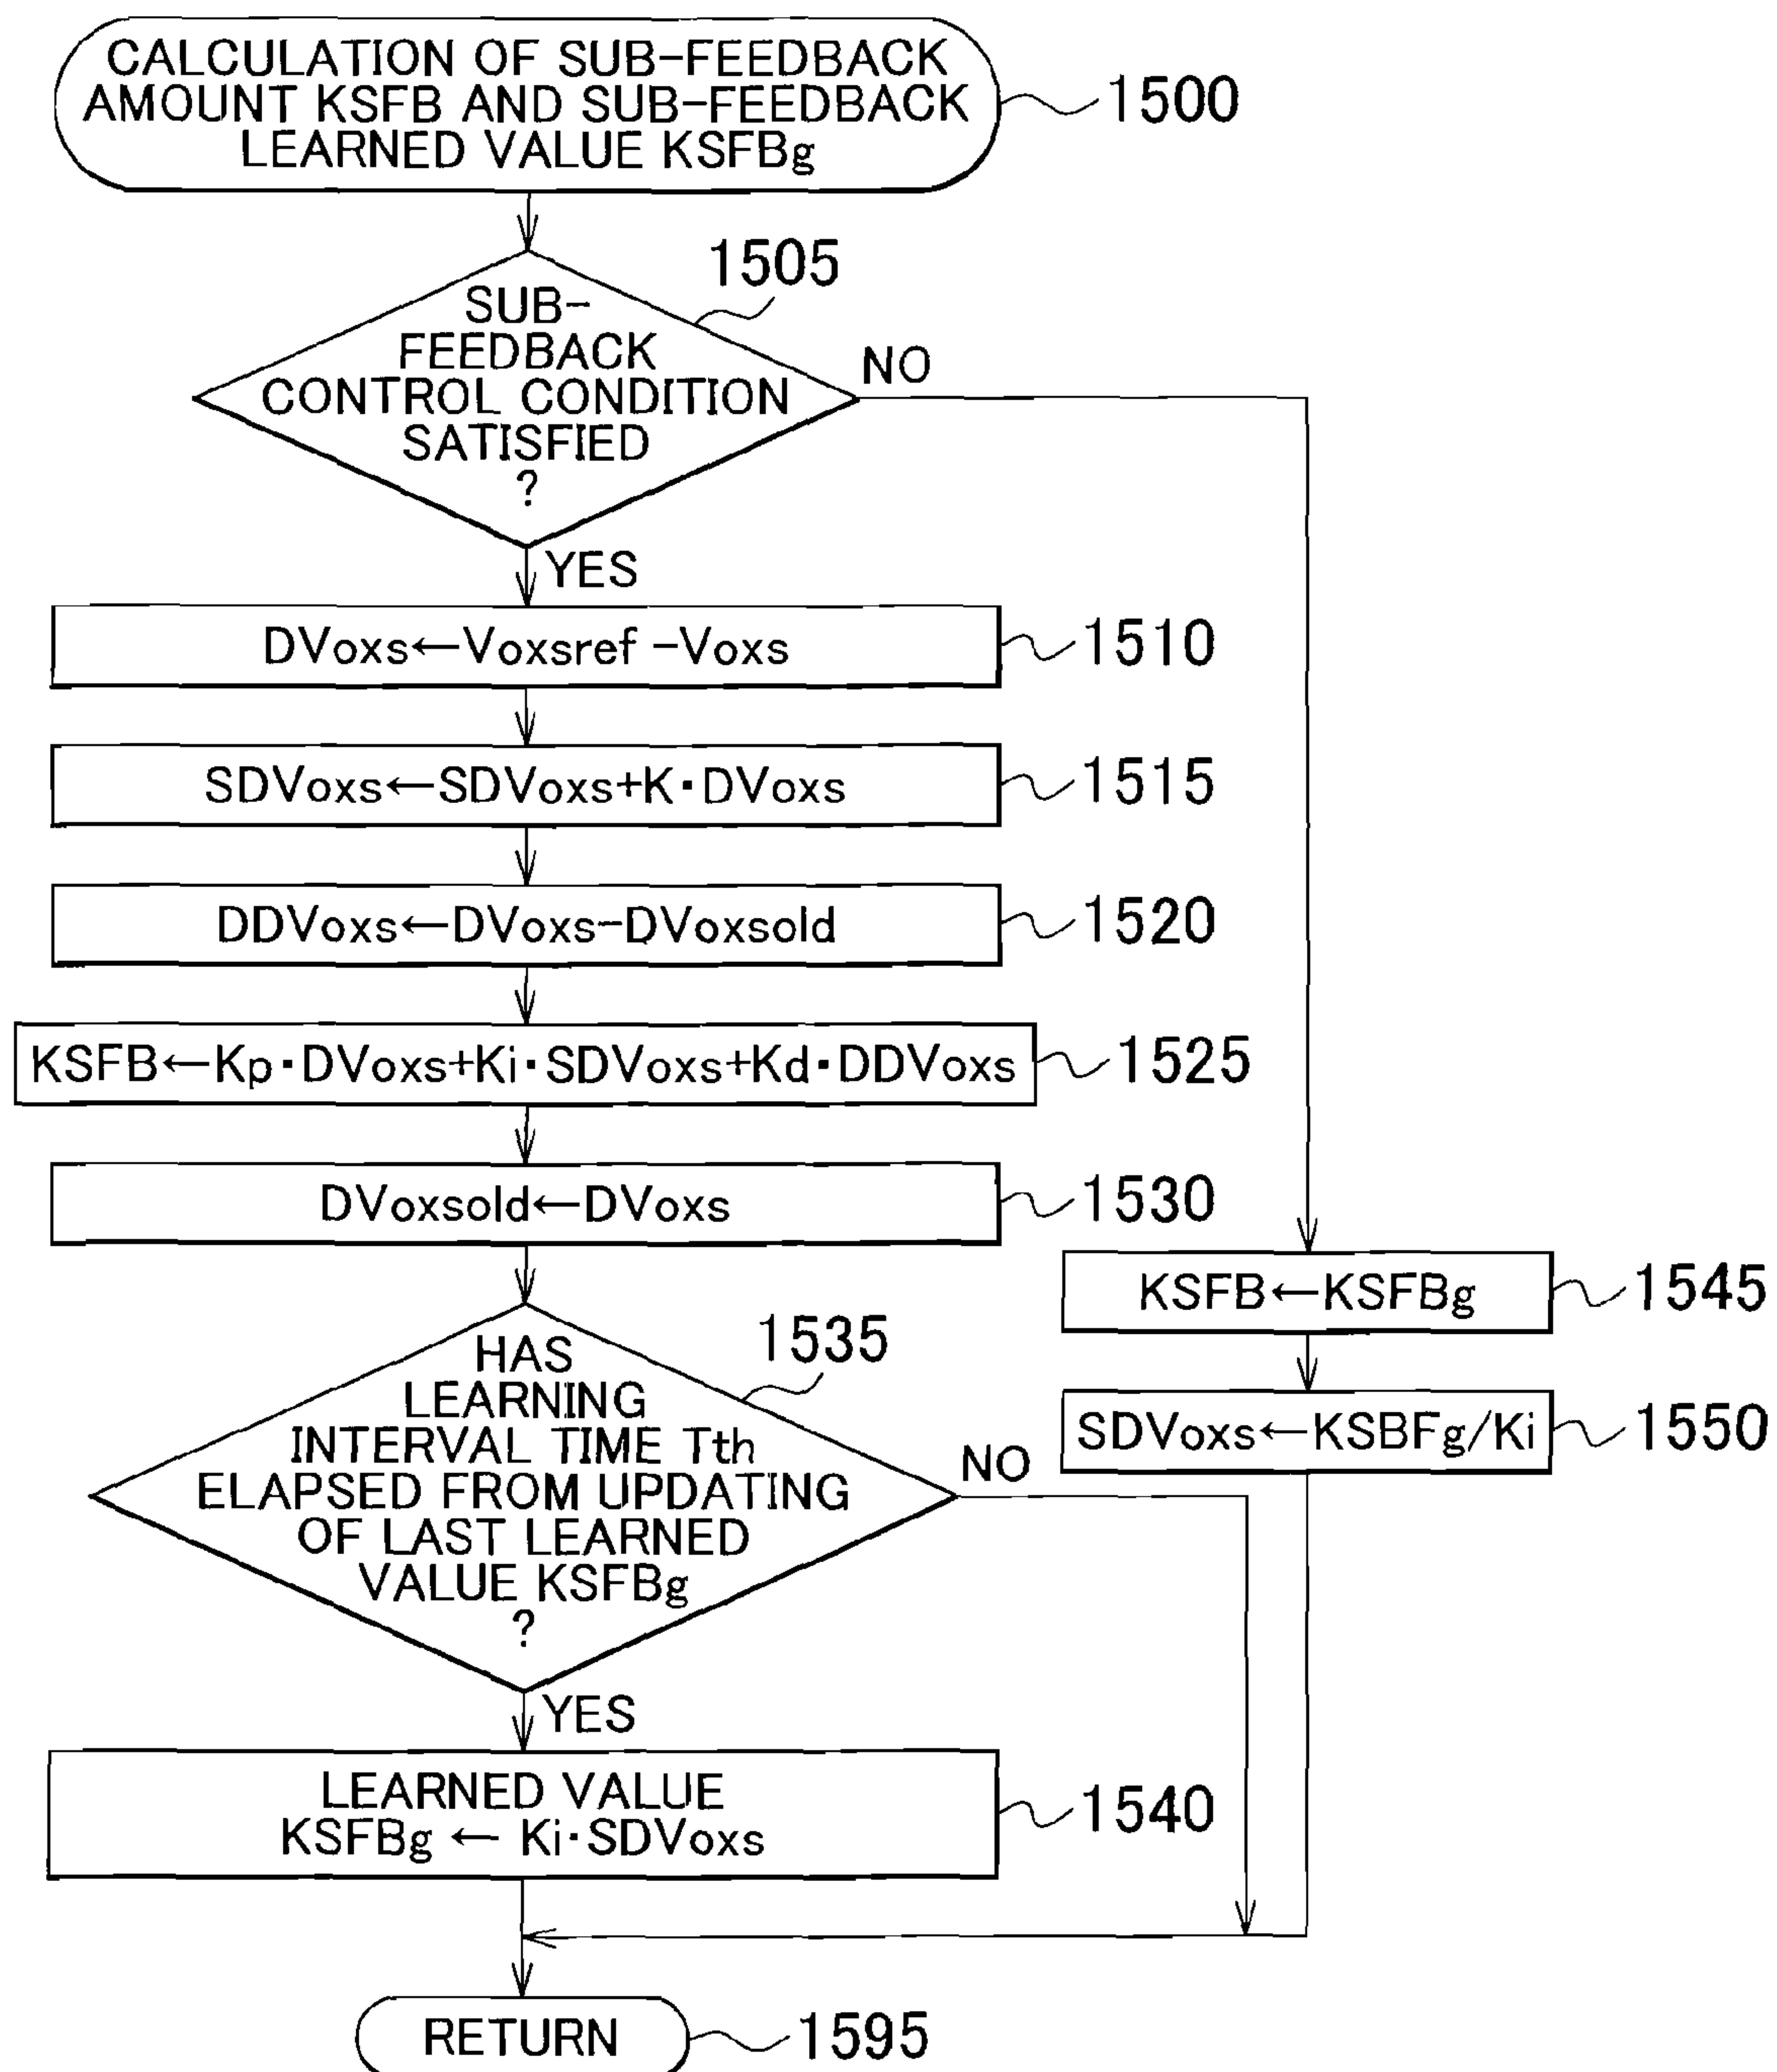 CALCULATION OF SUB-FEEDBACK
AMOUNT KSFB AND SUB-FEEDBACK
LEARNED VALUE KSFBg
1500
1505
SUB-
FEEDBACK
CONTROL CONDITION
SATISFIED
?
NO
YES
DVoxs←Voxsref-Voxs
1510
SDVoxs←SDVoxs+K·DVoxs
1515
DDVoxs←DVoxs-DVoxsold
1520
KSFB←Kp·DVoxs+Ki·SDVoxs+Kd·DDVoxs
1525
DVoxsold←DVoxs
1530
KSFB←KSFBg
1545
SDVoxs←KSBFg/Ki
1550
1535
HAS
LEARNING
INTERVAL TIME Tth
ELAPSED FROM UPDATING
OF LAST LEARNED
VALUE KSFBg
?
NO
YES
LEARNED VALUE
KSFBg ← Ki·SDVoxs
1540
RETURN
1595